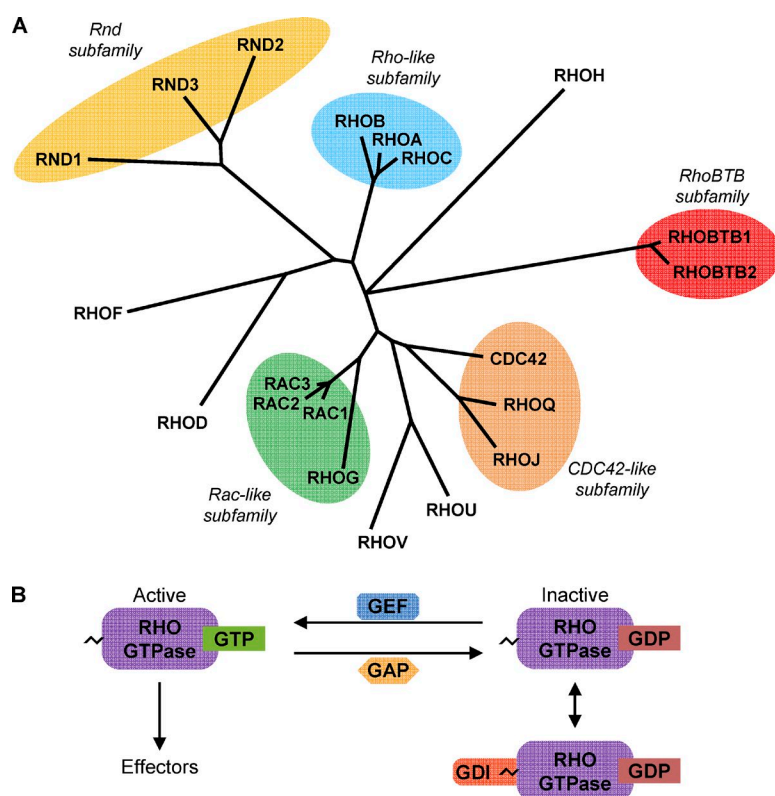 A
Rnd
subfamily
RND2
RND3
RND1
Rho-like
subfamily
RHOB
RHOA
RHOC
RHOH
RhoBTB
subfamily
RHOBTB1
RHOBTB2
RHOF
RHOD
RAC3
RAC2
RAC1
RHOG
Rac-like
subfamily
RHOV
RHOU
CDC42
RHOQ
RHOJ
CDC42-like
subfamily
B
Active
RHO
GTPase
GTP
Effectors
GEF
GAP
Inactive
RHO
GTPase
GDP
GDI
RHO
GTPase
GDP